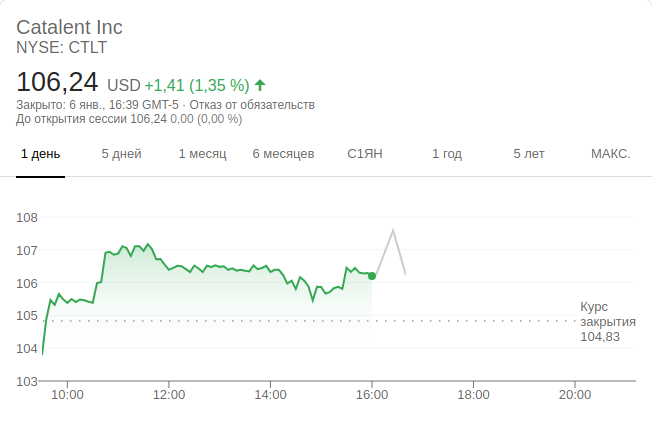 Catalent Inc
NYSE: CTLT
106,24 USD +1,41 (1,35 %)
Закрыто: 6 янв., 16:39 GMT-5 · Отказ от обязательств
До открытия сессии 106,24 0,00 (0,00 %)
1 день 5 дней 1 месяц 6 месяцев С1ЯН 1 год 5 лет МАКС.
108
107
106
105
104
103
Курс
закрытия
104,83
10:00 12:00 14:00 16:00 18:00 20:00